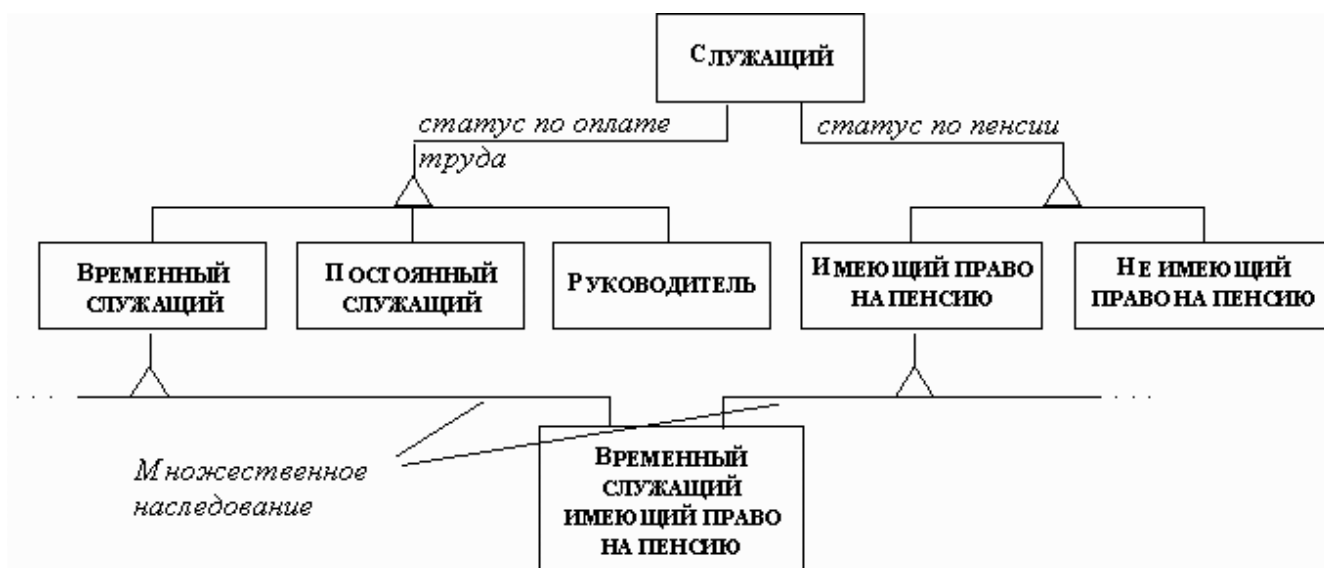 СЛУЖАЩИЙ
статус по оплате
труда
статус по пенсии
ВРЕМЕННЫЙ
СЛУЖАЩИЙ
ПОСТОЯННЫЙ
СЛУЖАЩИЙ
РУКОВОДИТЕЛЬ
ИМЕЮЩИЙ ПРАВО
НА ПЕНСИЮ
НЕ ИМЕЮЩИЙ
ПРАВО НА ПЕНСИЮ
Множественное
наследование
ВРЕМЕННЫЙ
СЛУЖАЩИЙ
ИМЕЮЩИЙ ПРАВО
НА ПЕНСИЮ